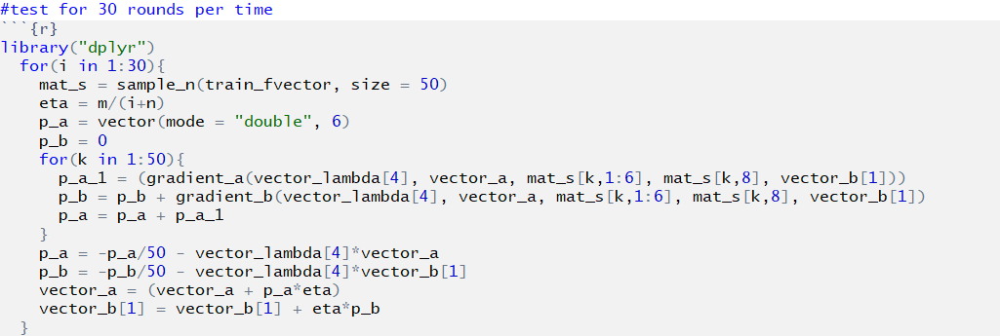 #test for 30 rounds per time
```{r}
library("dplyr")
  for(i in 1:30){
    mat_s = sample_n(train_fvector, size = 50)
    eta = m/(i+n)
    p_a = vector(mode = "double", 6)
    p_b = 0
    for(k in 1:50){
      p_a_1 = (gradient_a(vector_lambda[4], vector_a, mat_s[k,1:6], mat_s[k,8], vector_b[1]))
      p_b = p_b + gradient_b(vector_lambda[4], vector_a, mat_s[k,1:6], mat_s[k,8], vector_b[1])
      p_a = p_a + p_a_1
    }
    p_a = -p_a/50 - vector_lambda[4]*vector_a
    p_b = -p_b/50 - vector_lambda[4]*vector_b[1]
    vector_a = (vector_a + p_a*eta)
    vector_b[1] = vector_b[1] + eta*p_b
  }